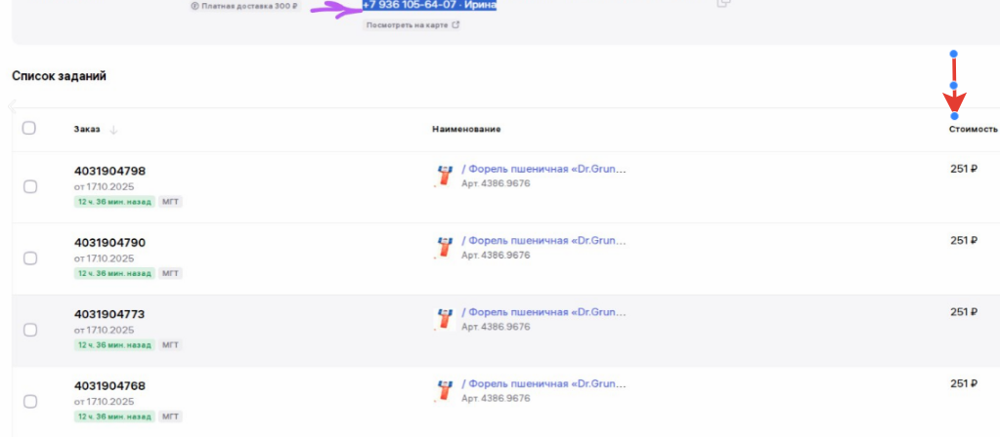 Ⓟ Платная доставка 300 ₽
+7 936 105-64-07 · Ирина
Посмотреть на карте
Список заданий
Заказ ↓ Наименование Стоимость
4031904798 / Форель пшеничная «Dr.Grun... 251 ₽
от 17.10.2025 Арт. 4386.9676
12 ч. 36 мин. назад МГТ
4031904790 / Форель пшеничная «Dr.Grun... 251 ₽
от 17.10.2025 Арт. 4386.9676
12 ч. 36 мин. назад МГТ
4031904773 / Форель пшеничная «Dr.Grun... 251 ₽
от 17.10.2025 Арт. 4386.9676
12 ч. 36 мин. назад МГТ
4031904768 / Форель пшеничная «Dr.Grun... 251 ₽
от 17.10.2025 Арт. 4386.9676
12 ч. 36 мин. назад МГТ